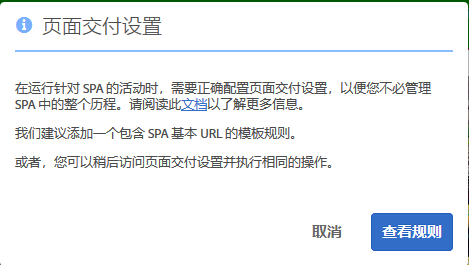 页面交付设置
在运行针对 SPA 的活动时，需要正确配置页面交付设置，以便您不必管理
SPA 中的整个历程。请阅读此文档以了解更多信息。
我们建议添加一个包含 SPA 基本 URL 的模板规则。
或者，您可以稍后访问页面交付设置并执行相同的操作。
取消
查看规则